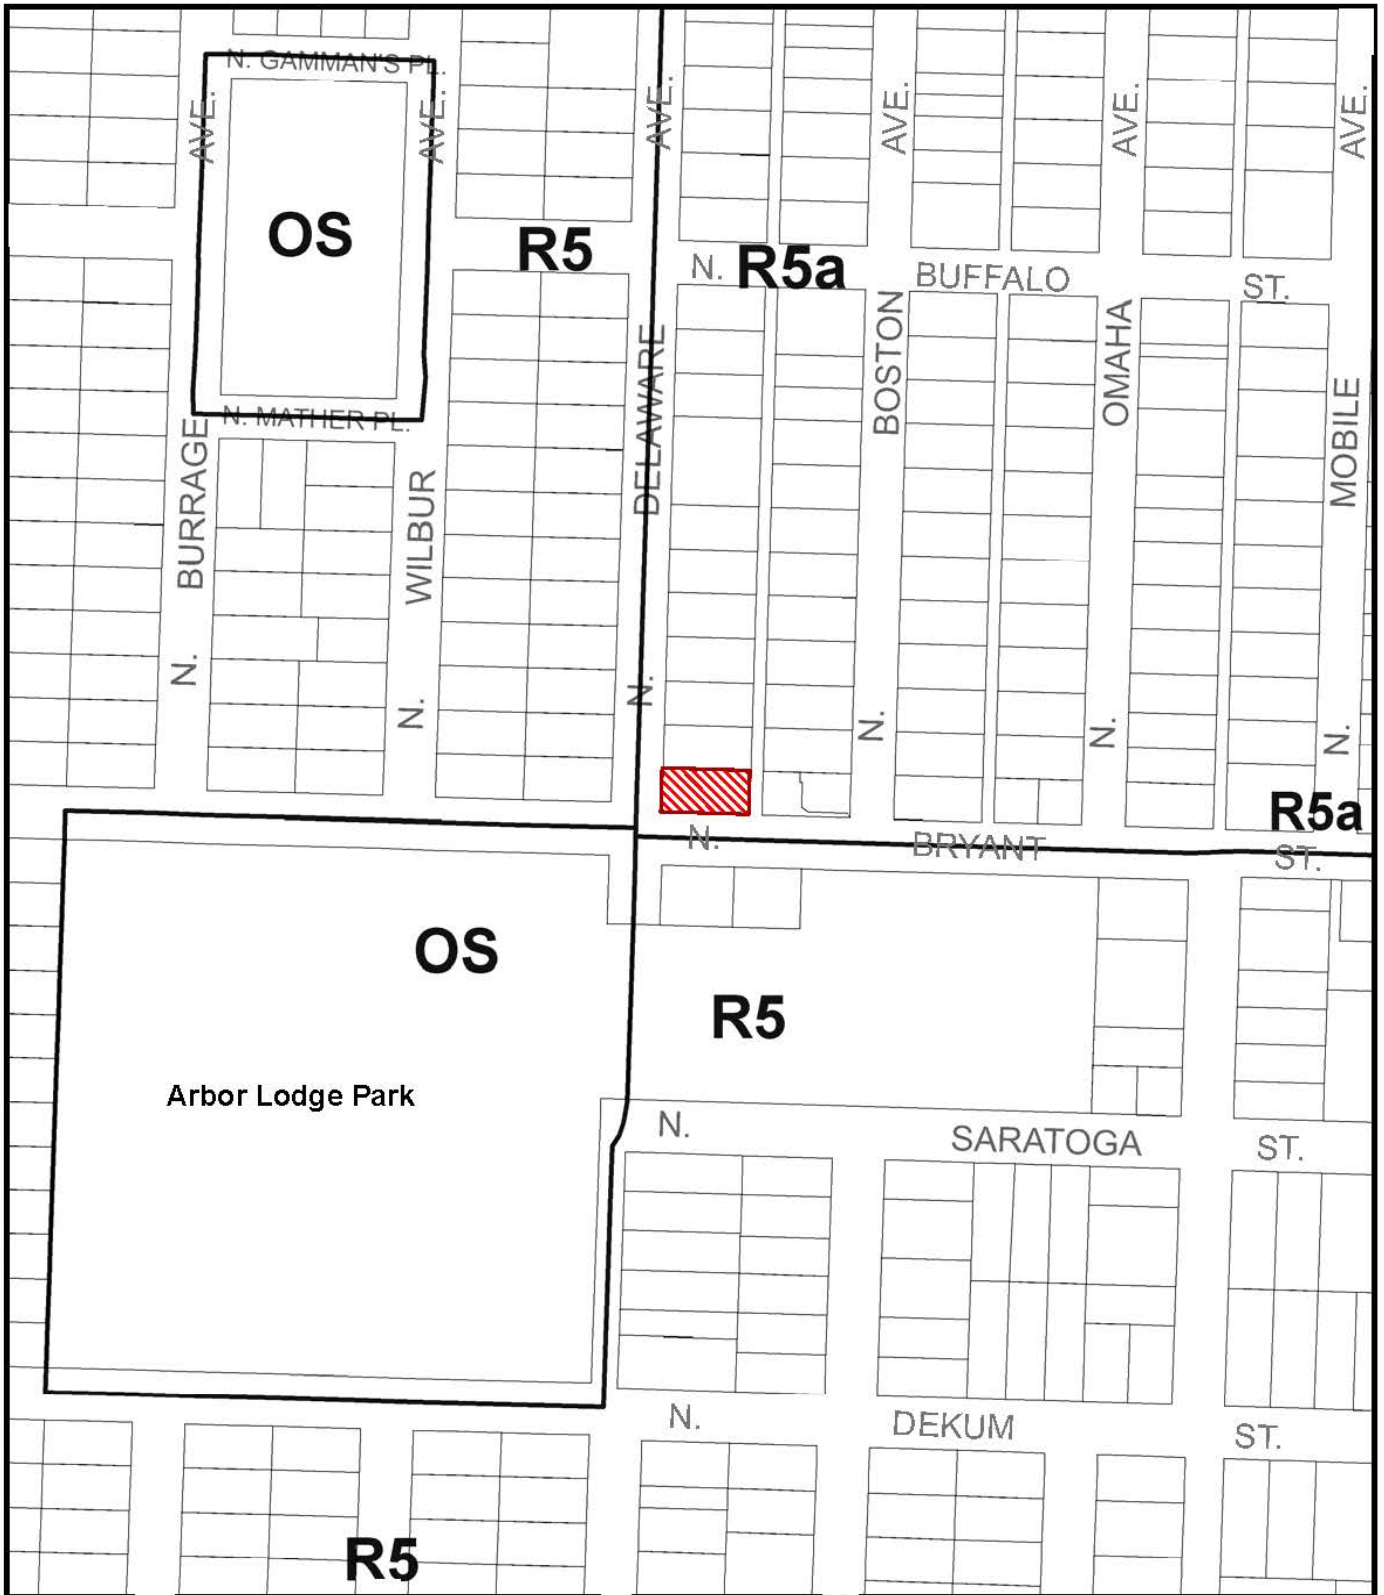 N. GAMMAN'S PL.
AVE.
AVE.
AVE.
AVE.
AVE.
AVE.
OS
R5
R5a
N. BUFFALO ST.
N. MATHER PL.
N. BURRAGE
N. WILBUR
N. DELAWARE
N. BOSTON
N. OMAHA
N. MOBILE
R5a
N. BRYANT ST.
OS
R5
Arbor Lodge Park
N. SARATOGA ST.
N. DEKUM ST.
R5